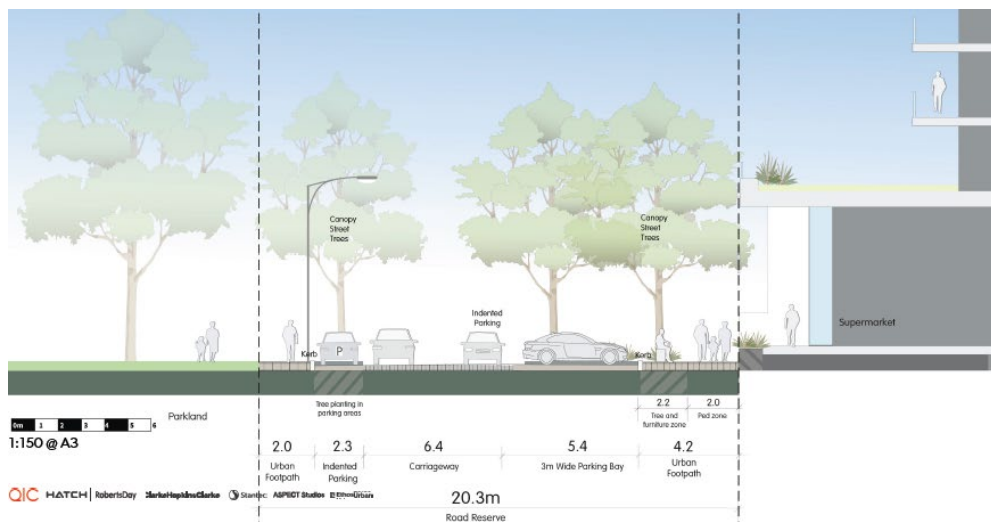 Canopy
Street
Trees
Canopy
Street
Trees
Indented
Parking
Supermarket
Kerb
P
Kerb
Tree planting in
parking areas
2.2
2.0
Tree and
furniture zone
Ped zone
Parkland
0m 1 2 3 4 5 6
1:150 @ A3
2.0
2.3
6.4
5.4
4.2
Urban
Footpath
Indented
Parking
Carriageway
3m Wide Parking Bay
Urban
Footpath
QIC HATCH RobertsDay ClarkeHopkinsClarke Stantec ASPECT Studios Ethos Urban
20.3m
Road Reserve